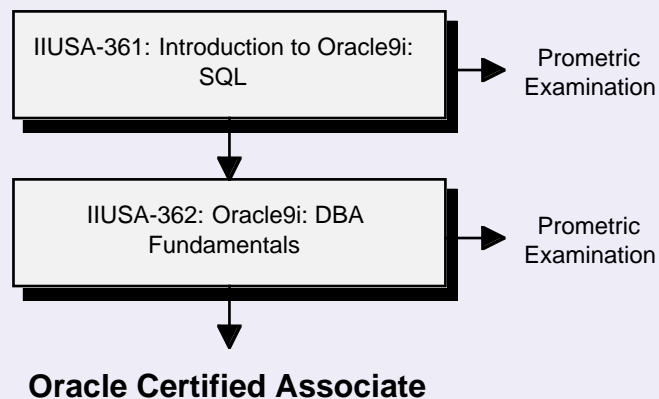 IIUSA-361: Introduction to Oracle9i:
SQL
Prometric
Examination
IIUSA-362: Oracle9i: DBA
Fundamentals
Prometric
Examination
Oracle Certified Associate